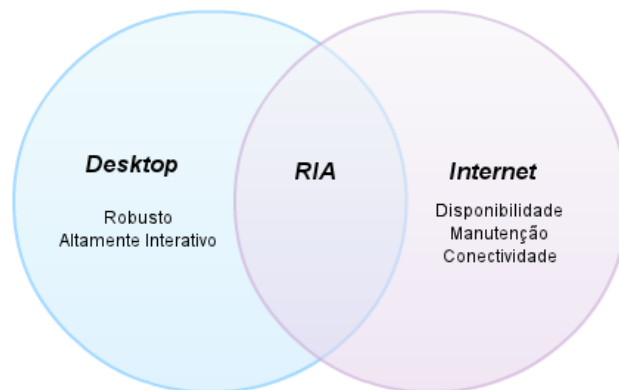 Desktop
Robusto
Altamente Interativo
RIA
Internet
Disponibilidade
Manutenção
Conectividade